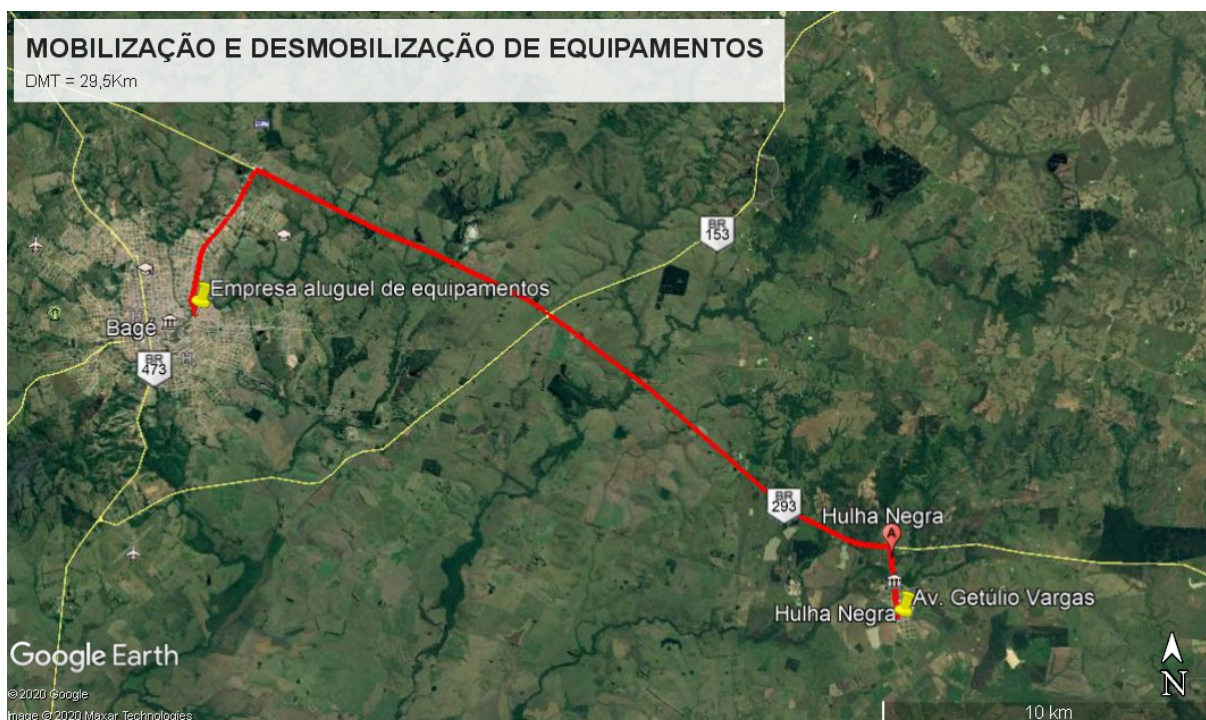 MOBILIZAÇÃO E DESMOBILIZAÇÃO DE EQUIPAMENTOS
DMT = 29,5Km
BR
153
Empresa aluguel de equipamentos
Bagé
H
H
BR
473
BR
293
Hulha Negra
A
Av. Getúlio Vargas
Hulha Negra
Google Earth
N
© 2020 Google
Image © 2020 Maxar Technologies
10 km